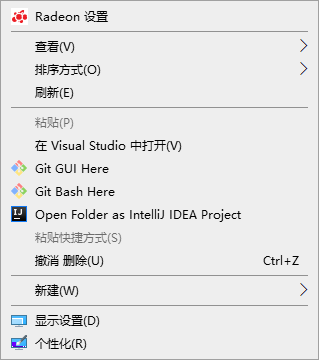 Radeon 设置
查看(V)
排序方式(O)
刷新(E)
粘贴(P)
在 Visual Studio 中打开(V)
Git GUI Here
Git Bash Here
Open Folder as IntelliJ IDEA Project
粘贴快捷方式(S)
撤消 删除(U) Ctrl+Z
新建(W)
显示设置(D)
个性化(R)